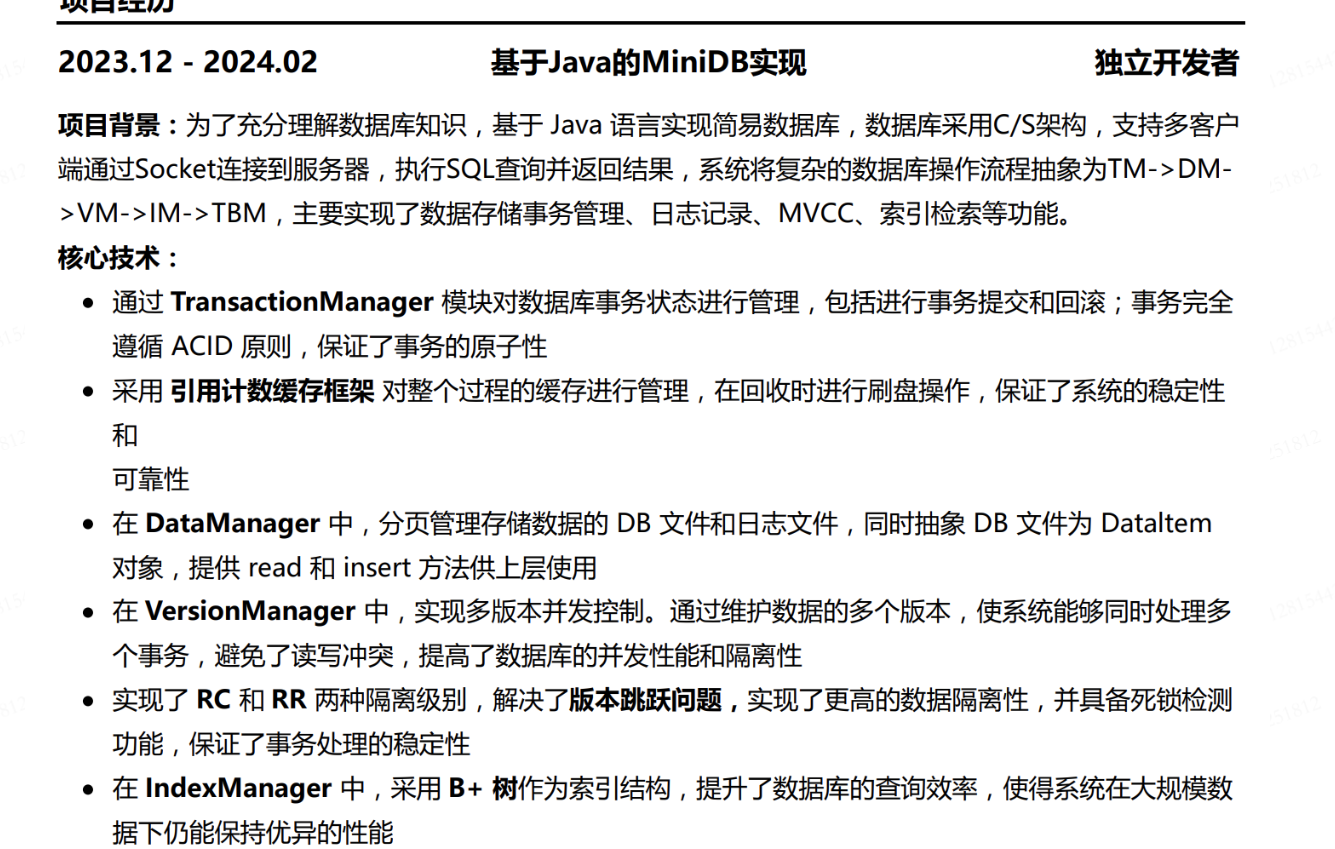 项目经历
2023.12 - 2024.02 基于Java的MiniDB实现 独立开发者
项目背景：为了充分理解数据库知识，基于 Java 语言实现简易数据库，数据库采用C/S架构，支持多客户
端通过Socket连接到服务器，执行SQL查询并返回结果，系统将复杂的数据库操作流程抽象为TM->DM-
>VM->IM->TBM，主要实现了数据存储事务管理、日志记录、MVCC、索引检索等功能。
核心技术：
• 通过 TransactionManager 模块对数据库事务状态进行管理，包括进行事务提交和回滚；事务完全
遵循 ACID 原则，保证了事务的原子性
• 采用 引用计数缓存框架 对整个过程的缓存进行管理，在回收时进行刷盘操作，保证了系统的稳定性
和
可靠性
• 在 DataManager 中，分页管理存储数据的 DB 文件和日志文件，同时抽象 DB 文件为 DataItem
对象，提供 read 和 insert 方法供上层使用
• 在 VersionManager 中，实现多版本并发控制。通过维护数据的多个版本，使系统能够同时处理多
个事务，避免了读写冲突，提高了数据库的并发性能和隔离性
• 实现了 RC 和 RR 两种隔离级别，解决了版本跳跃问题，实现了更高的数据隔离性，并具备死锁检测
功能，保证了事务处理的稳定性
• 在 IndexManager 中，采用 B+ 树作为索引结构，提升了数据库的查询效率，使得系统在大规模数
据下仍能保持优异的性能